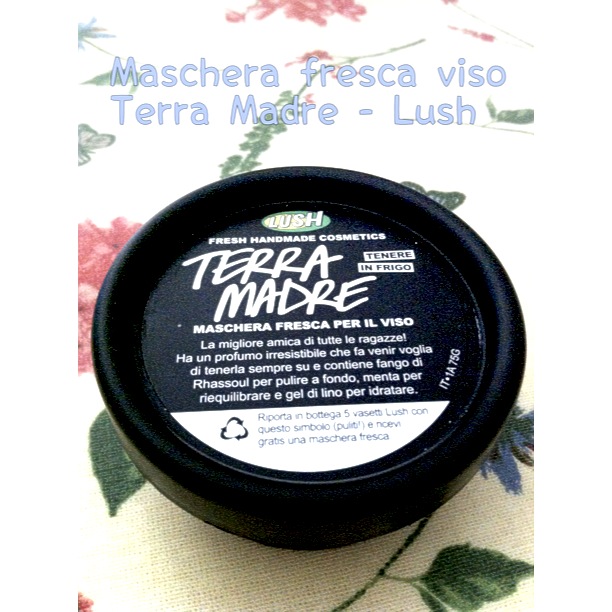 Maschera fresca viso
Terra Madre - Lush
LUSH
FRESH HANDMADE COSMETICS
TERRA
MADRE
TENERE
IN FRIGO
MASCHERA FRESCA PER IL VISO
La migliore amica di tutte le ragazze!
Ha un profumo irresistibile che fa venir voglia
di tenerla sempre su e contiene fango di
Rhassoul per pulire a fondo, menta per
riequilibrare e gel di lino per idratare.
IT•1A 75G
Riporta in bottega 5 vasetti Lush con
questo simbolo (puliti!) e ricevi
gratis una maschera fresca